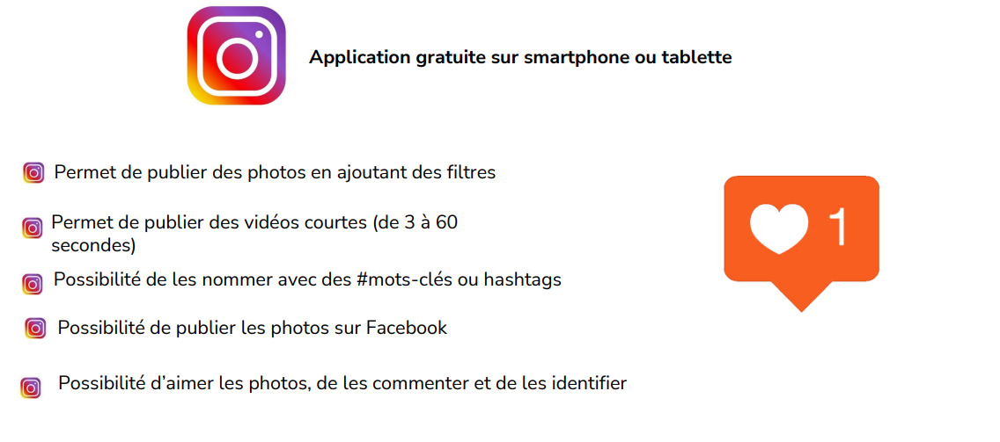 Application gratuite sur smartphone ou tablette
Permet de publier des photos en ajoutant des filtres
Permet de publier des vidéos courtes (de 3 à 60
secondes)
1
Possibilité de les nommer avec des #mots-clés ou hashtags
Possibilité de publier les photos sur Facebook
Possibilité d’aimer les photos, de les commenter et de les identifier